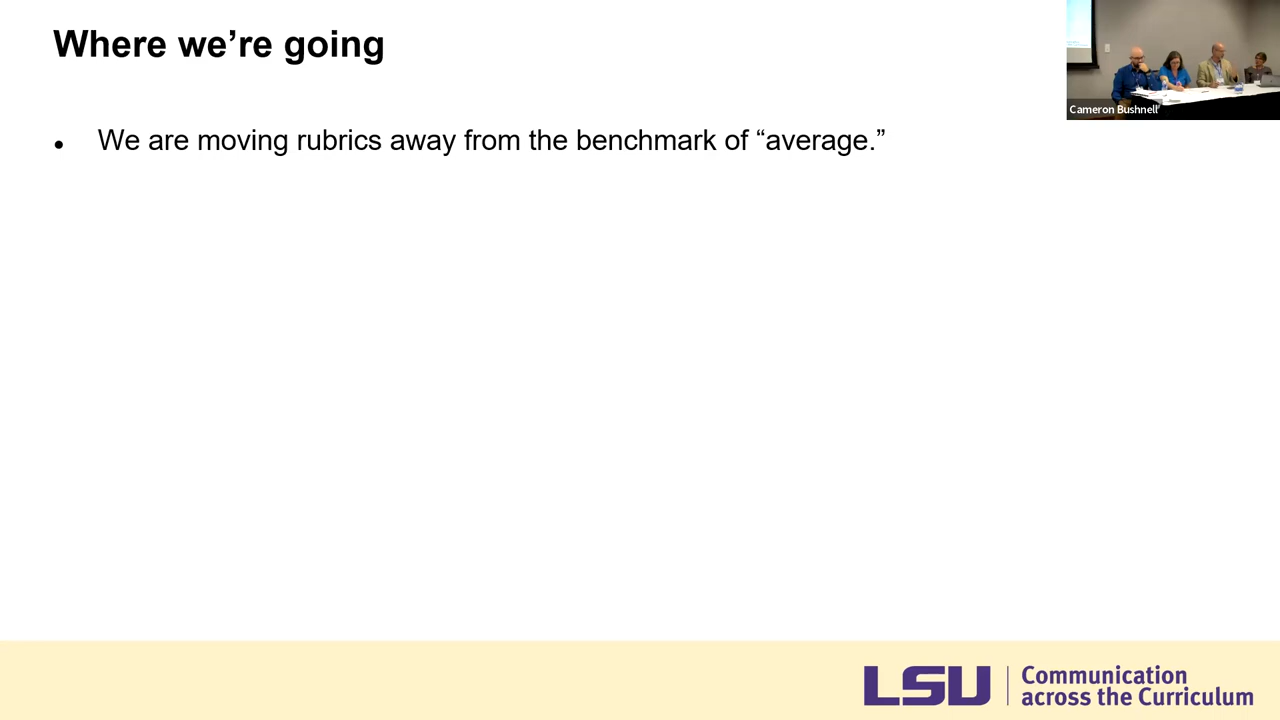 Where we’re going
Cameron Bushnell
• We are moving rubrics away from the benchmark of “average.”
LSU
Communication
across the Curriculum